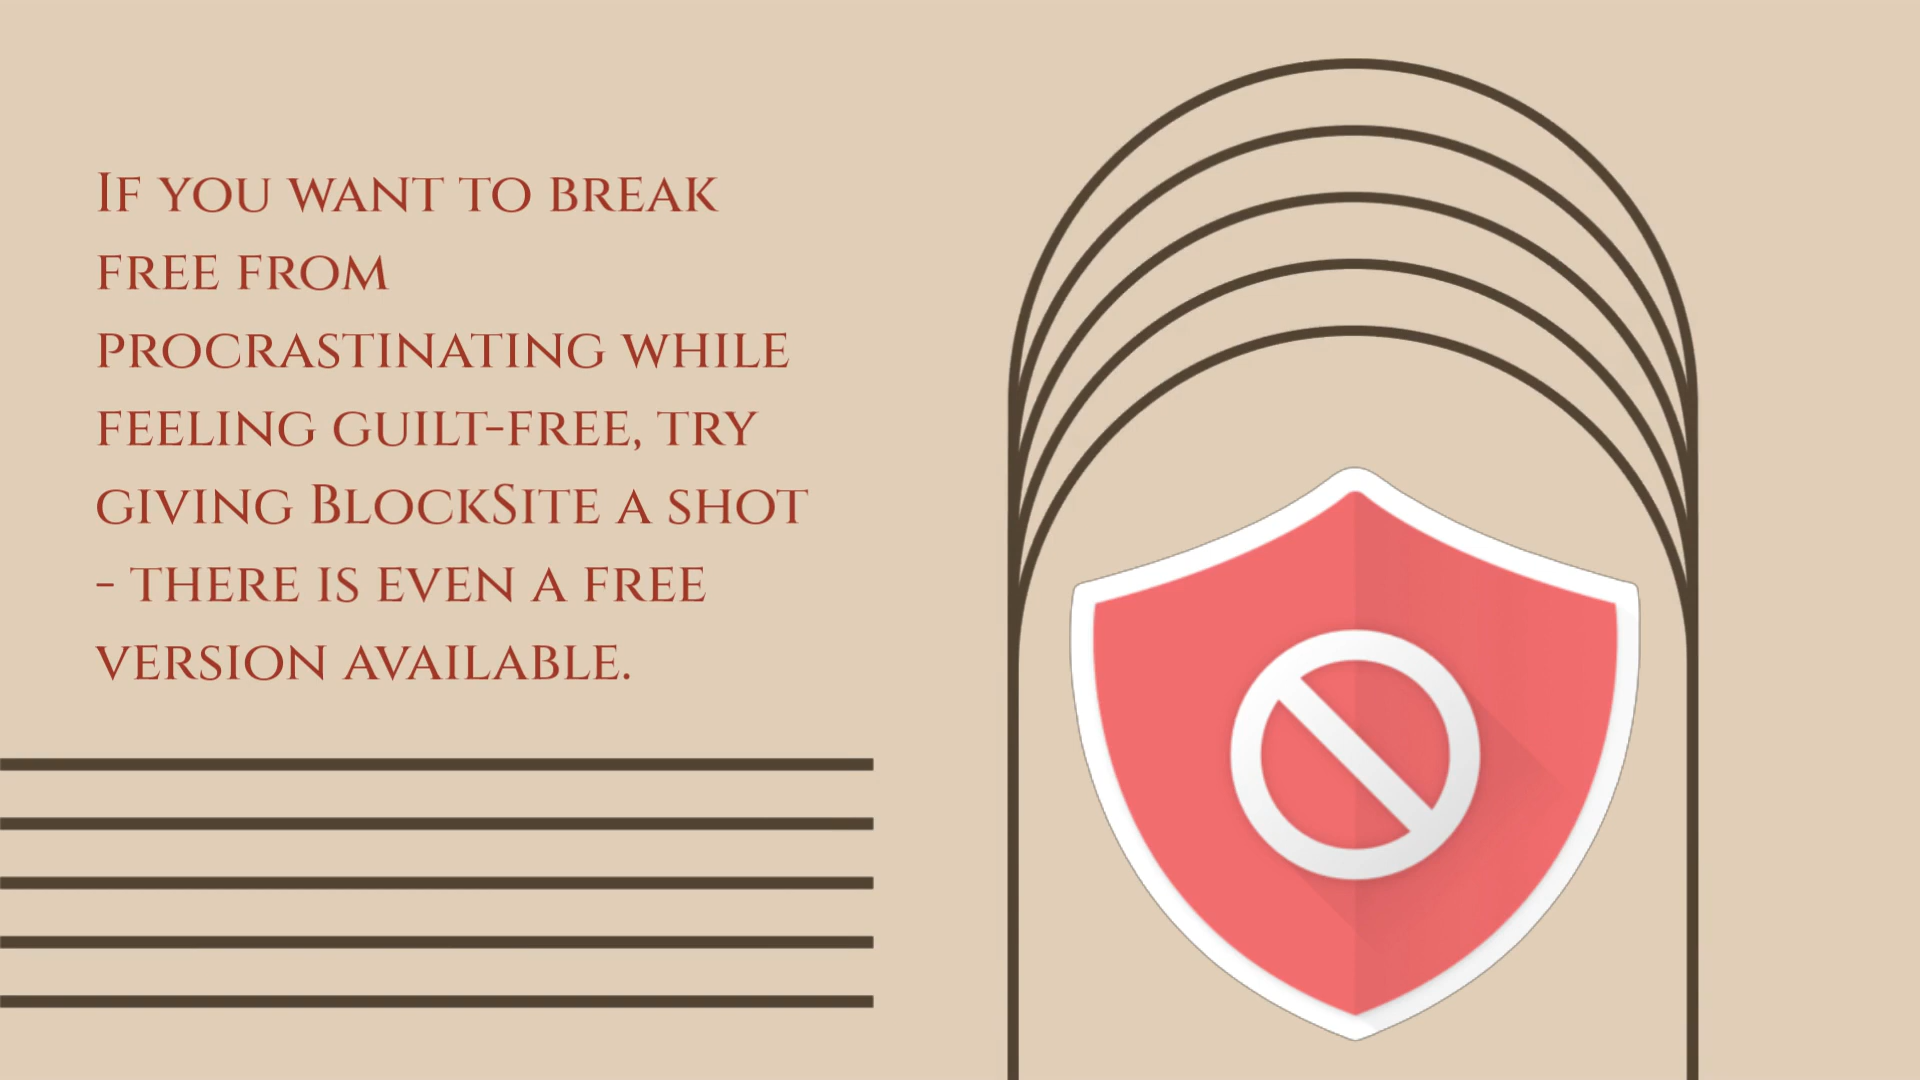 If you want to break
free from
procrastinating while
feeling guilt-free, try
giving BlockSite a shot
- there is even a free
version available.